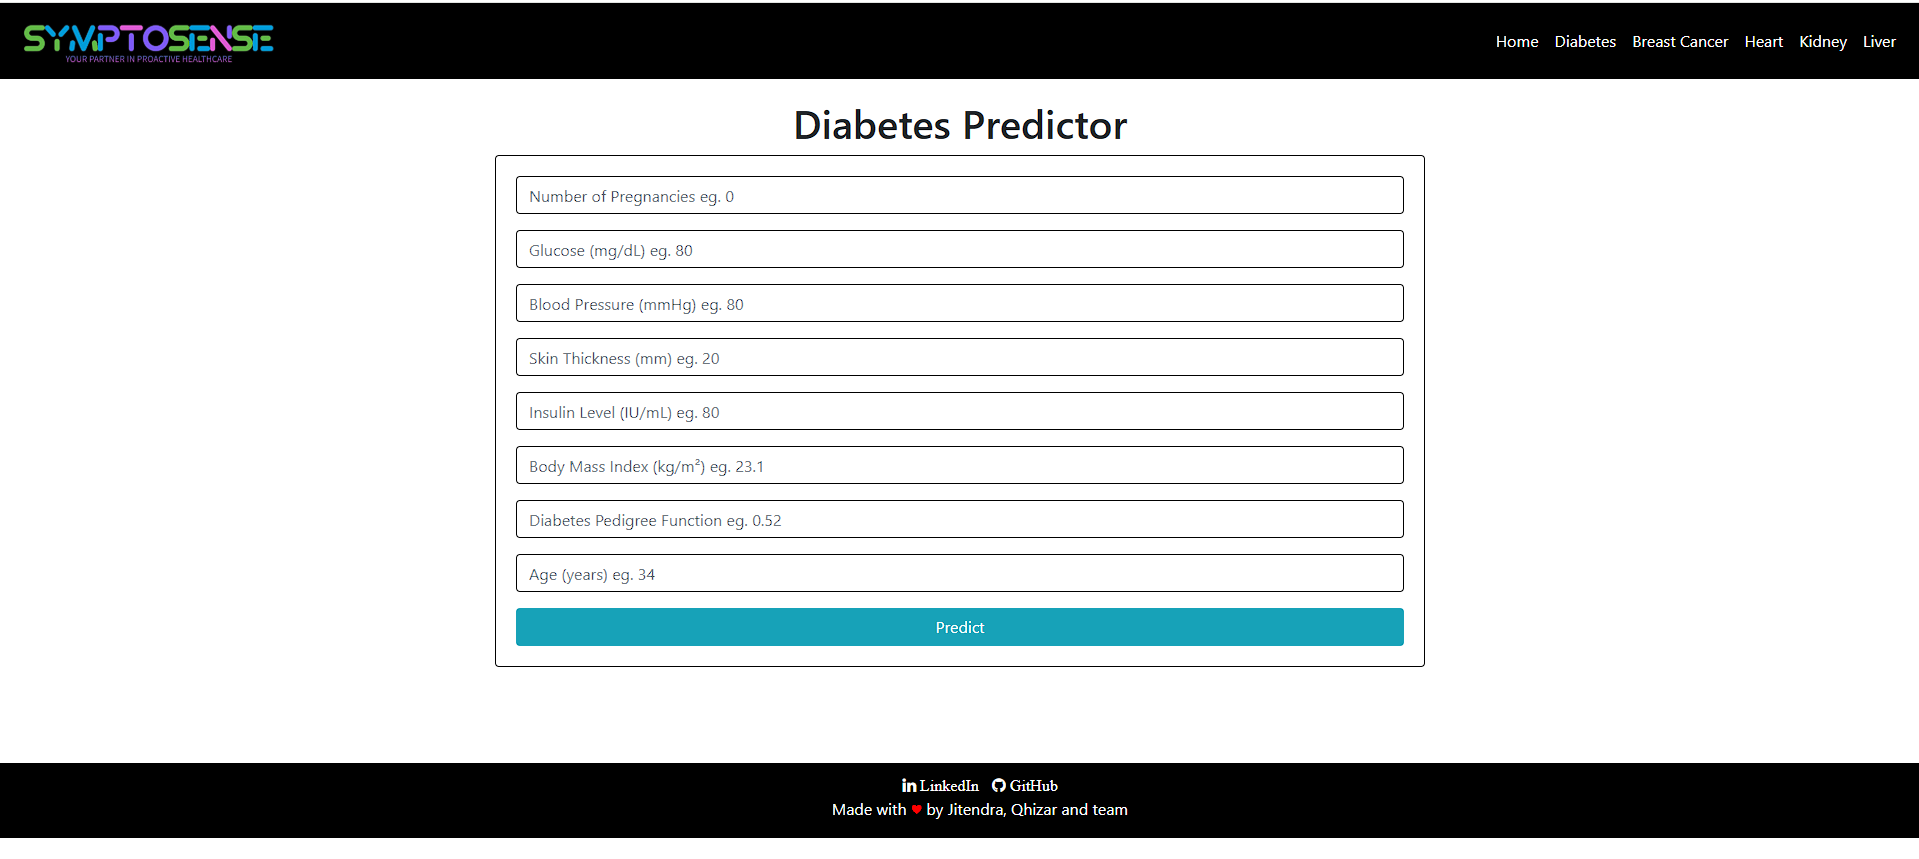 SYMPTOSENSE
YOUR PARTNER IN PROACTIVE HEALTHCARE
Home Diabetes Breast Cancer Heart Kidney Liver
Diabetes Predictor
Number of Pregnancies eg. 0
Glucose (mg/dL) eg. 80
Blood Pressure (mmHg) eg. 80
Skin Thickness (mm) eg. 20
Insulin Level (IU/mL) eg. 80
Body Mass Index (kg/m²) eg. 23.1
Diabetes Pedigree Function eg. 0.52
Age (years) eg. 34
Predict
LinkedIn GitHub
Made with ❤ by Jitendra, Qhizar and team